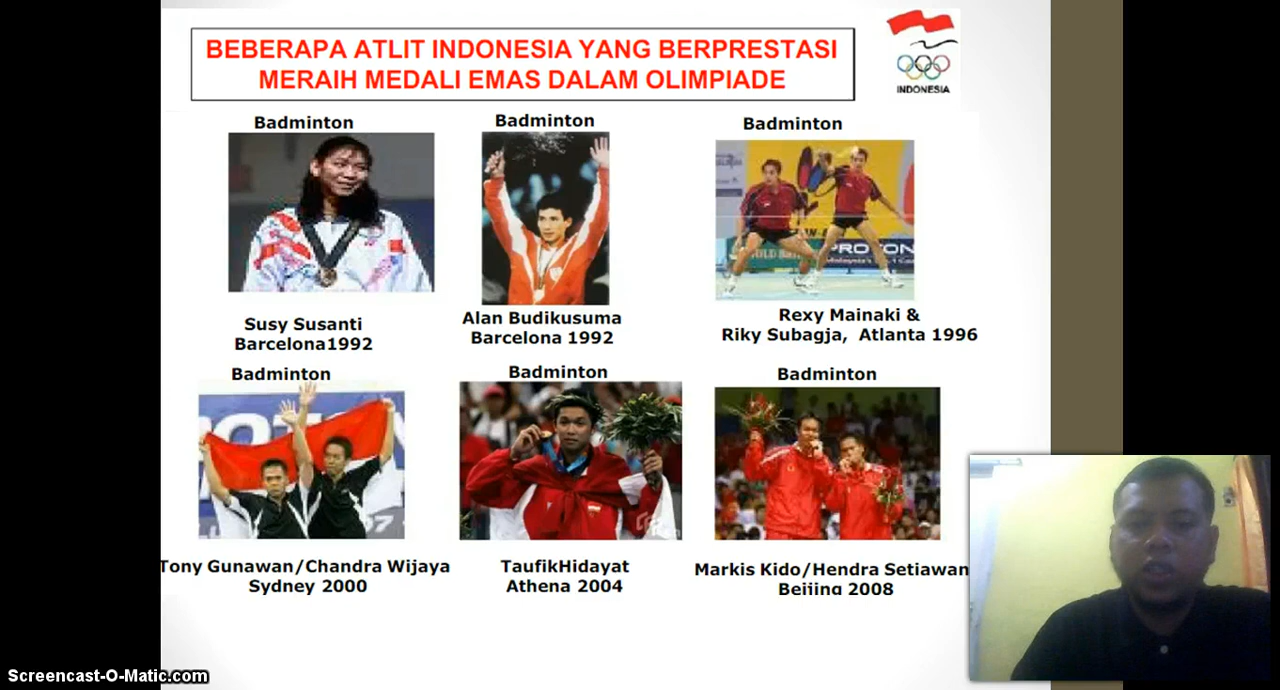 BEBERAPA ATLIT INDONESIA YANG BERPRESTASI
MERAIH MEDALI EMAS DALAM OLIMPIADE
INDONESIA
Badminton
Susy Susanti
Barcelona1992
Badminton
Alan Budikusuma
Barcelona 1992
Badminton
PROTON
Rexy Mainaki &
Riky Subagja, Atlanta 1996
Badminton
Tony Gunawan/Chandra Wijaya
Sydney 2000
Badminton
TaufikHidayat
Athena 2004
Badminton
Markis Kido/Hendra Setiawan
Beijing 2008
Screencast-O-Matic.com